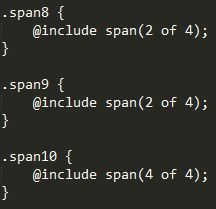 .span8 {
    @include span(2 of 4);
}
.span9 {
    @include span(2 of 4);
}
.span10 {
    @include span(4 of 4);
}